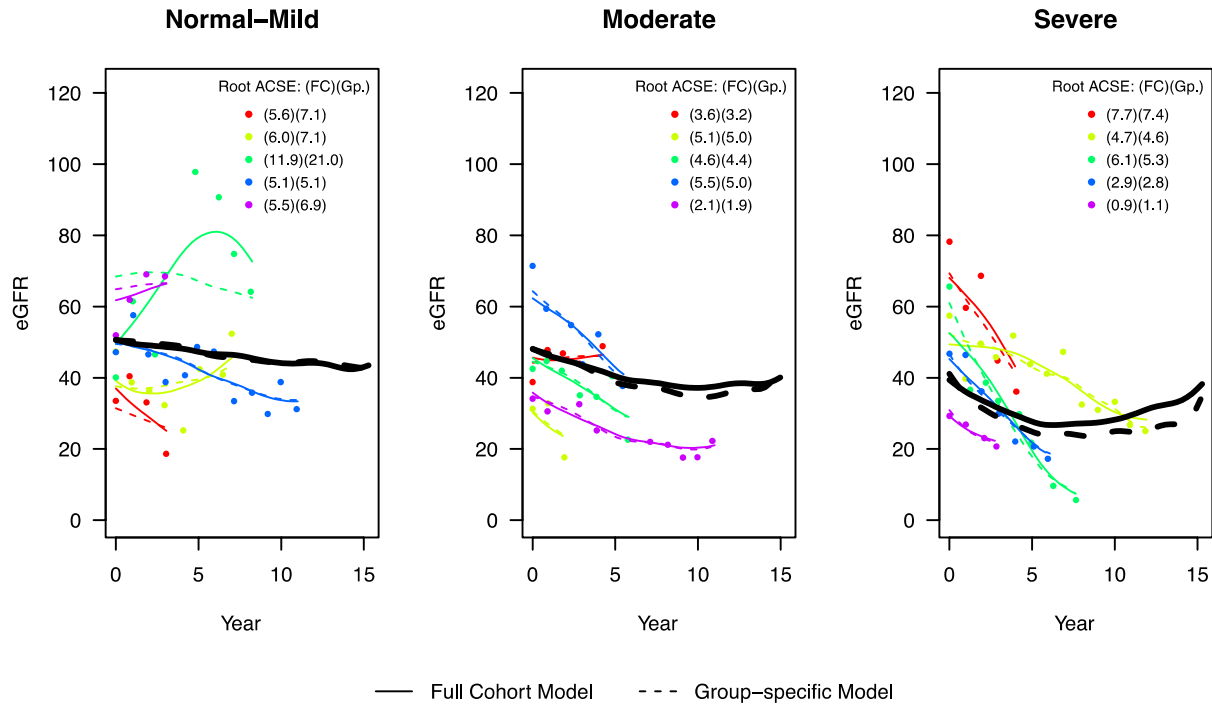 Normal–Mild
Moderate
Severe
Root ACSE: (FC)(Gp.)
(5.6)(7.1)
(6.0)(7.1)
(11.9)(21.0)
(5.1)(5.1)
(5.5)(6.9)
120
100
80
60
40
20
0
eGFR
0 5 10 15
Year
Root ACSE: (FC)(Gp.)
(3.6)(3.2)
(5.1)(5.0)
(4.6)(4.4)
(5.5)(5.0)
(2.1)(1.9)
120
100
80
60
40
20
0
eGFR
0 5 10 15
Year
Root ACSE: (FC)(Gp.)
(7.7)(7.4)
(4.7)(4.6)
(6.1)(5.3)
(2.9)(2.8)
(0.9)(1.1)
120
100
80
60
40
20
0
eGFR
0 5 10 15
Year
Full Cohort Model Group–specific Model